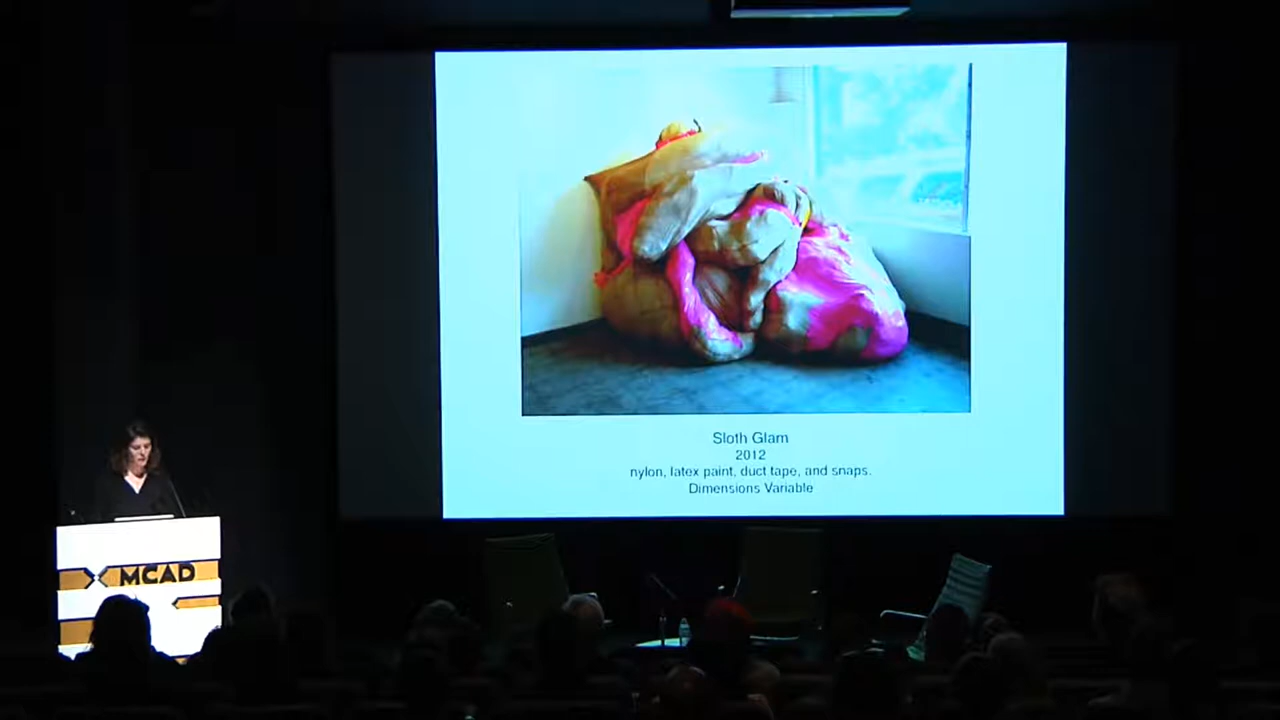 Sloth Glam
2012
nylon, latex paint, duct tape, and snaps.
Dimensions Variable
MCAD